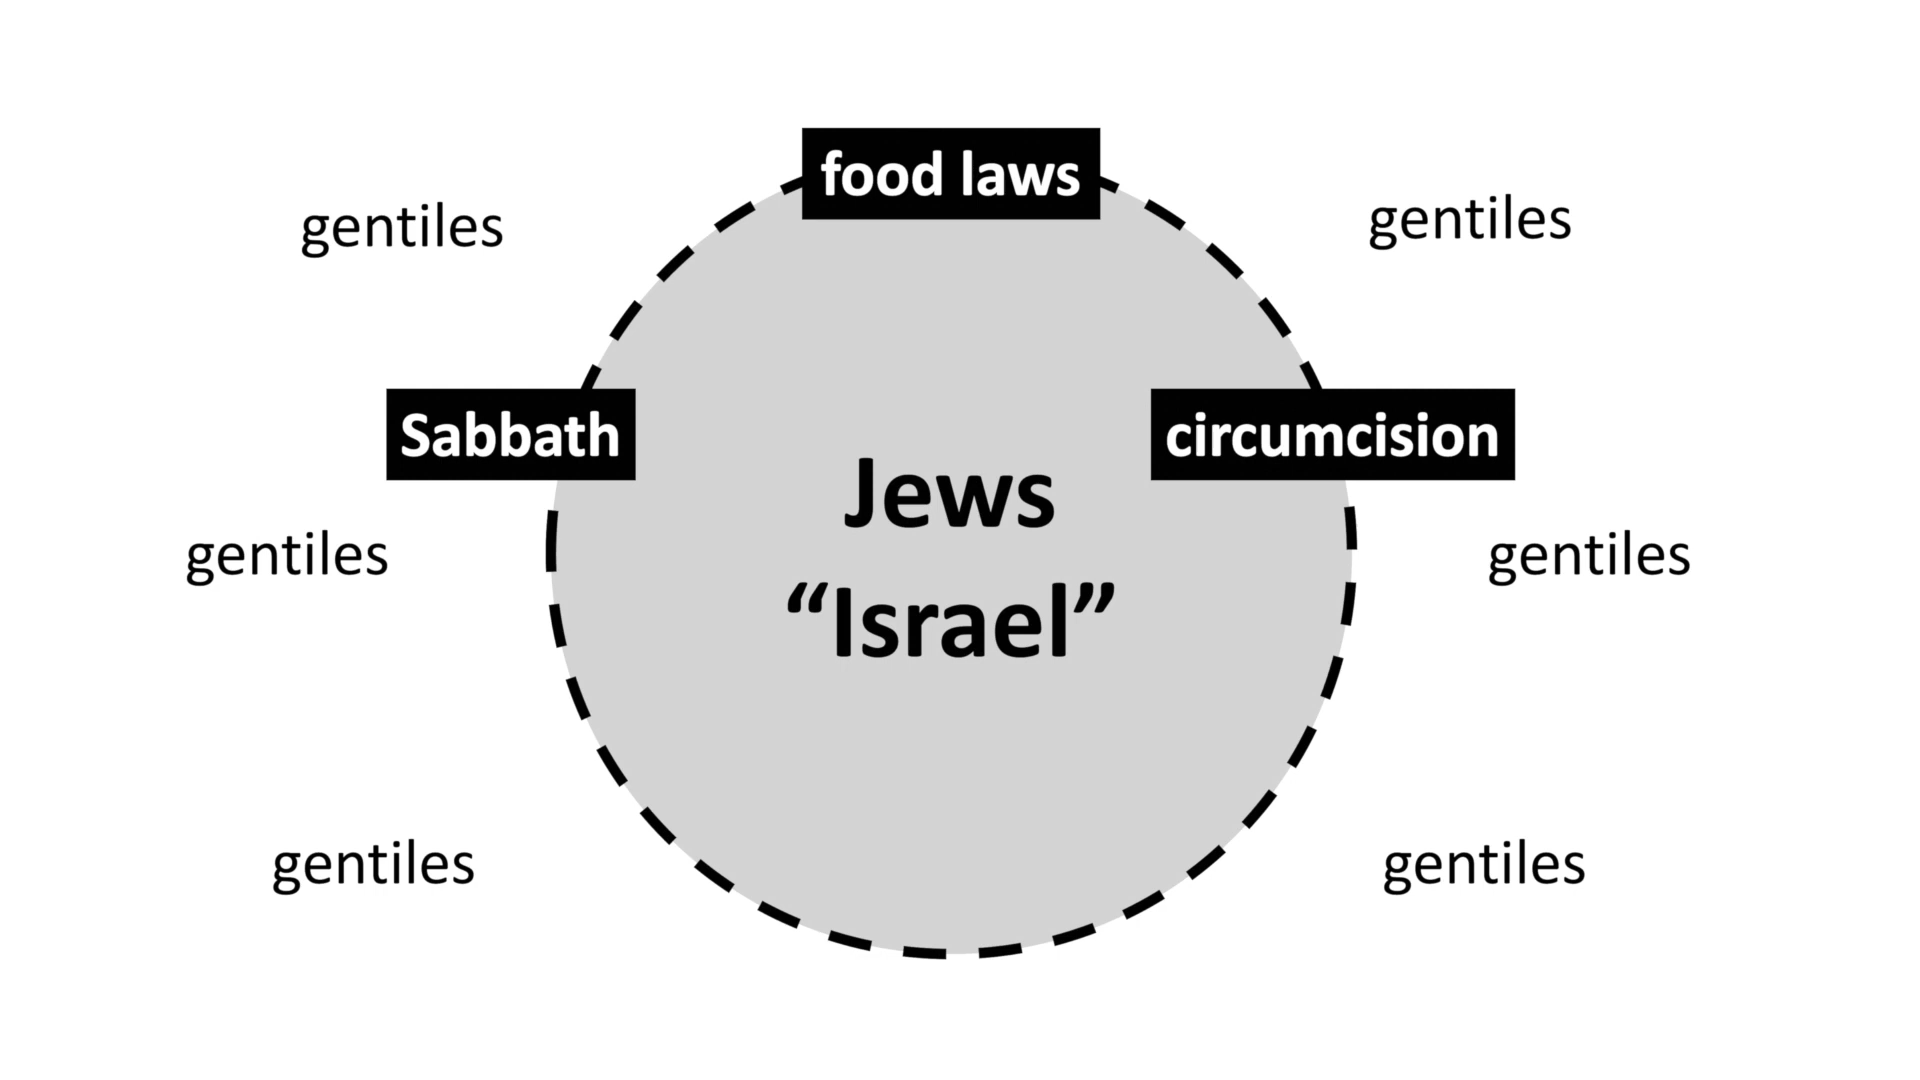 food laws
gentiles
gentiles
Sabbath
circumcision
Jews
“Israel”
gentiles
gentiles
gentiles
gentiles